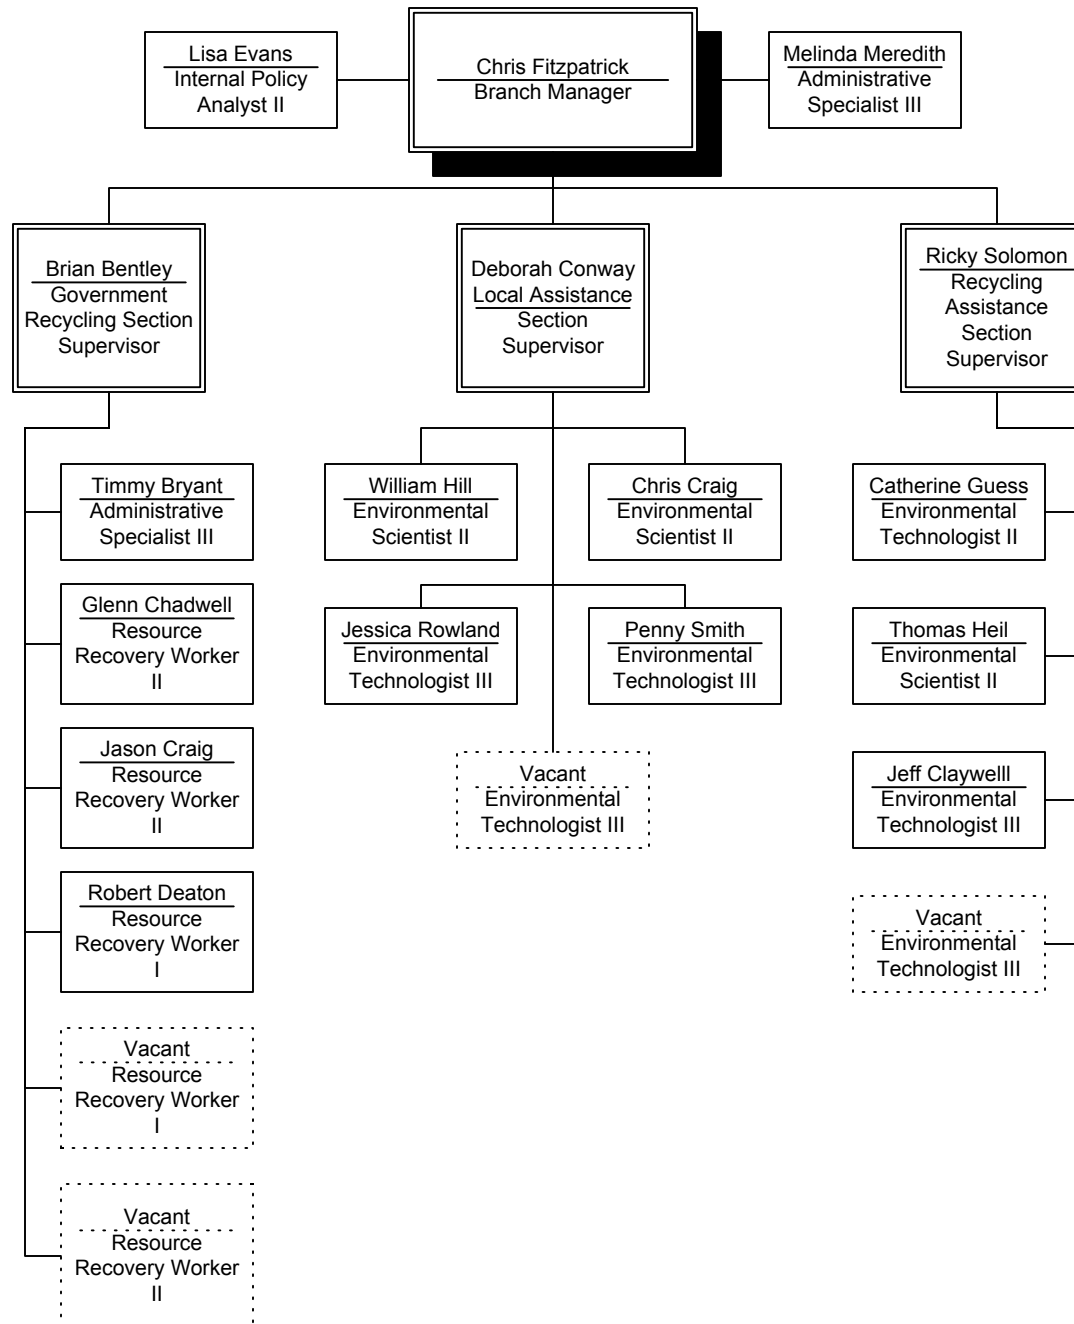 Lisa Evans
Internal Policy
Analyst II
Chris Fitzpatrick
Branch Manager
Melinda Meredith
Administrative
Specialist III
Brian Bentley
Government
Recycling Section
Supervisor
Deborah Conway
Local Assistance
Section
Supervisor
Ricky Solomon
Recycling
Assistance
Section
Supervisor
Timmy Bryant
Administrative
Specialist III
Glenn Chadwell
Resource
Recovery Worker
II
Jason Craig
Resource
Recovery Worker
II
Robert Deaton
Resource
Recovery Worker
I
Vacant
Resource
Recovery Worker
I
Vacant
Resource
Recovery Worker
II
William Hill
Environmental
Scientist II
Chris Craig
Environmental
Scientist II
Jessica Rowland
Environmental
Technologist III
Penny Smith
Environmental
Technologist III
Vacant
Environmental
Technologist III
Catherine Guess
Environmental
Technologist II
Thomas Heil
Environmental
Scientist II
Jeff Claywelll
Environmental
Technologist III
Vacant
Environmental
Technologist III